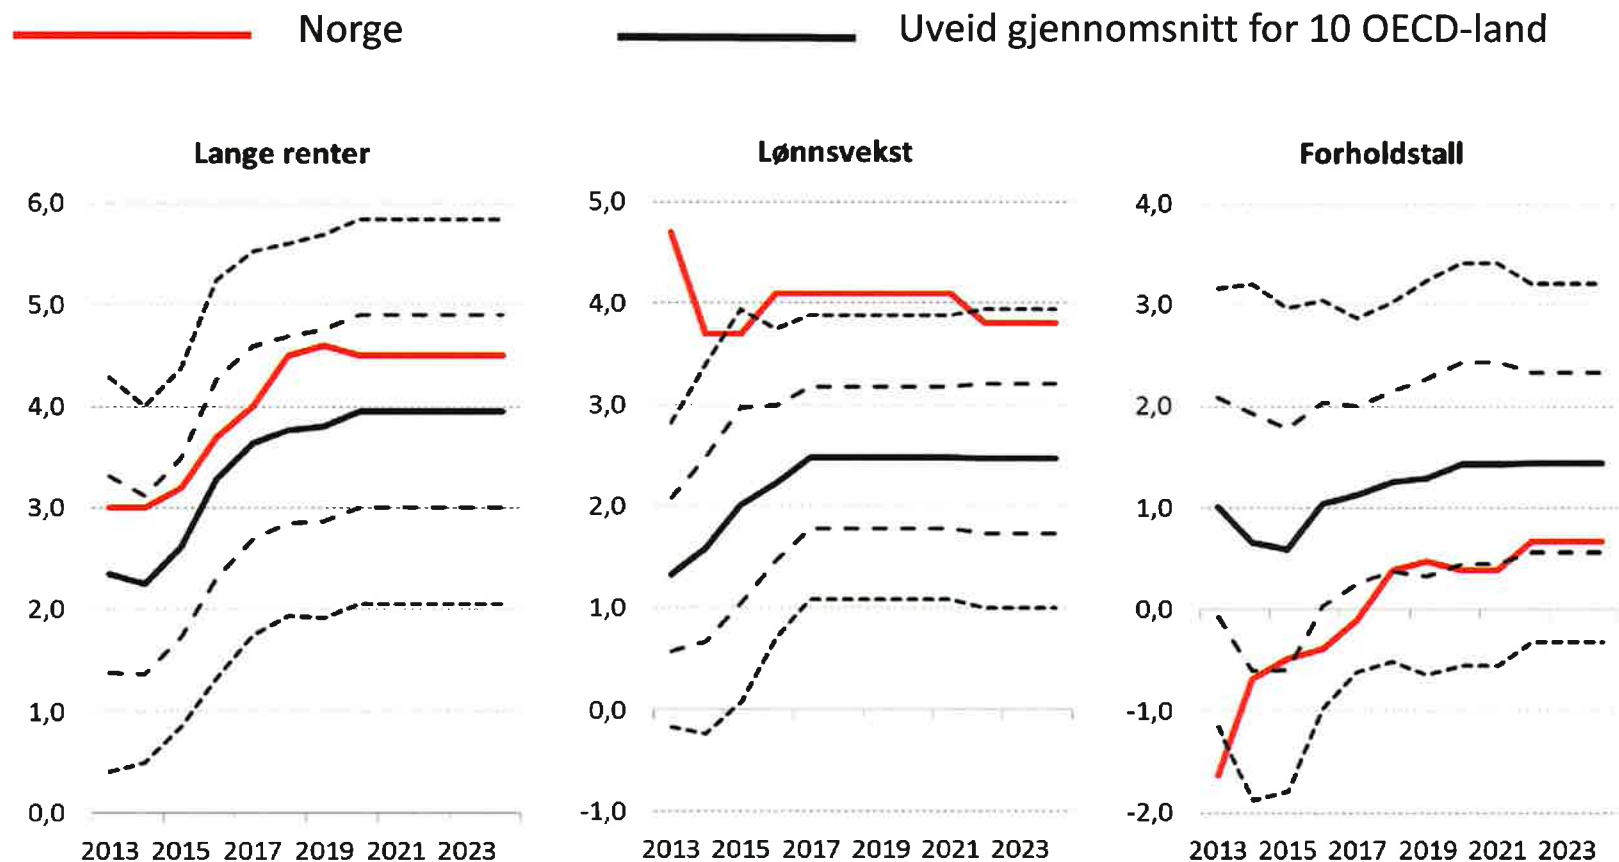 Norge
Uveid gjennomsnitt for 10 OECD-land
Lange renter
6,0
5,0
4,0
3,0
2,0
1,0
0,0
2013 2015 2017 2019 2021 2023
Lønnsvekst
5,0
4,0
3,0
2,0
1,0
0,0
-1,0
2013 2015 2017 2019 2021 2023
Forholdstall
4,0
3,0
2,0
1,0
0,0
-1,0
-2,0
2013 2015 2017 2019 2021 2023